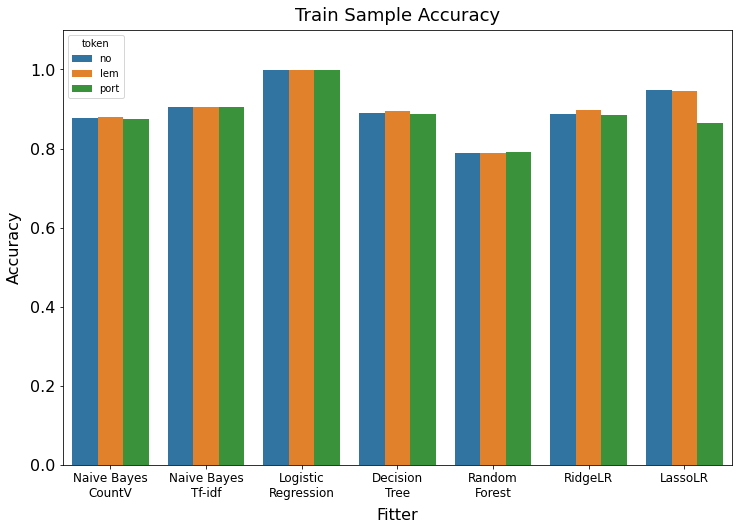 Train Sample Accuracy
token
no
lem
port
Accuracy
1.0
0.8
0.6
0.4
0.2
0.0
Naive Bayes
CountV
Naive Bayes
Tf-idf
Logistic
Regression
Decision
Tree
Random
Forest
RidgeLR
LassoLR
Fitter